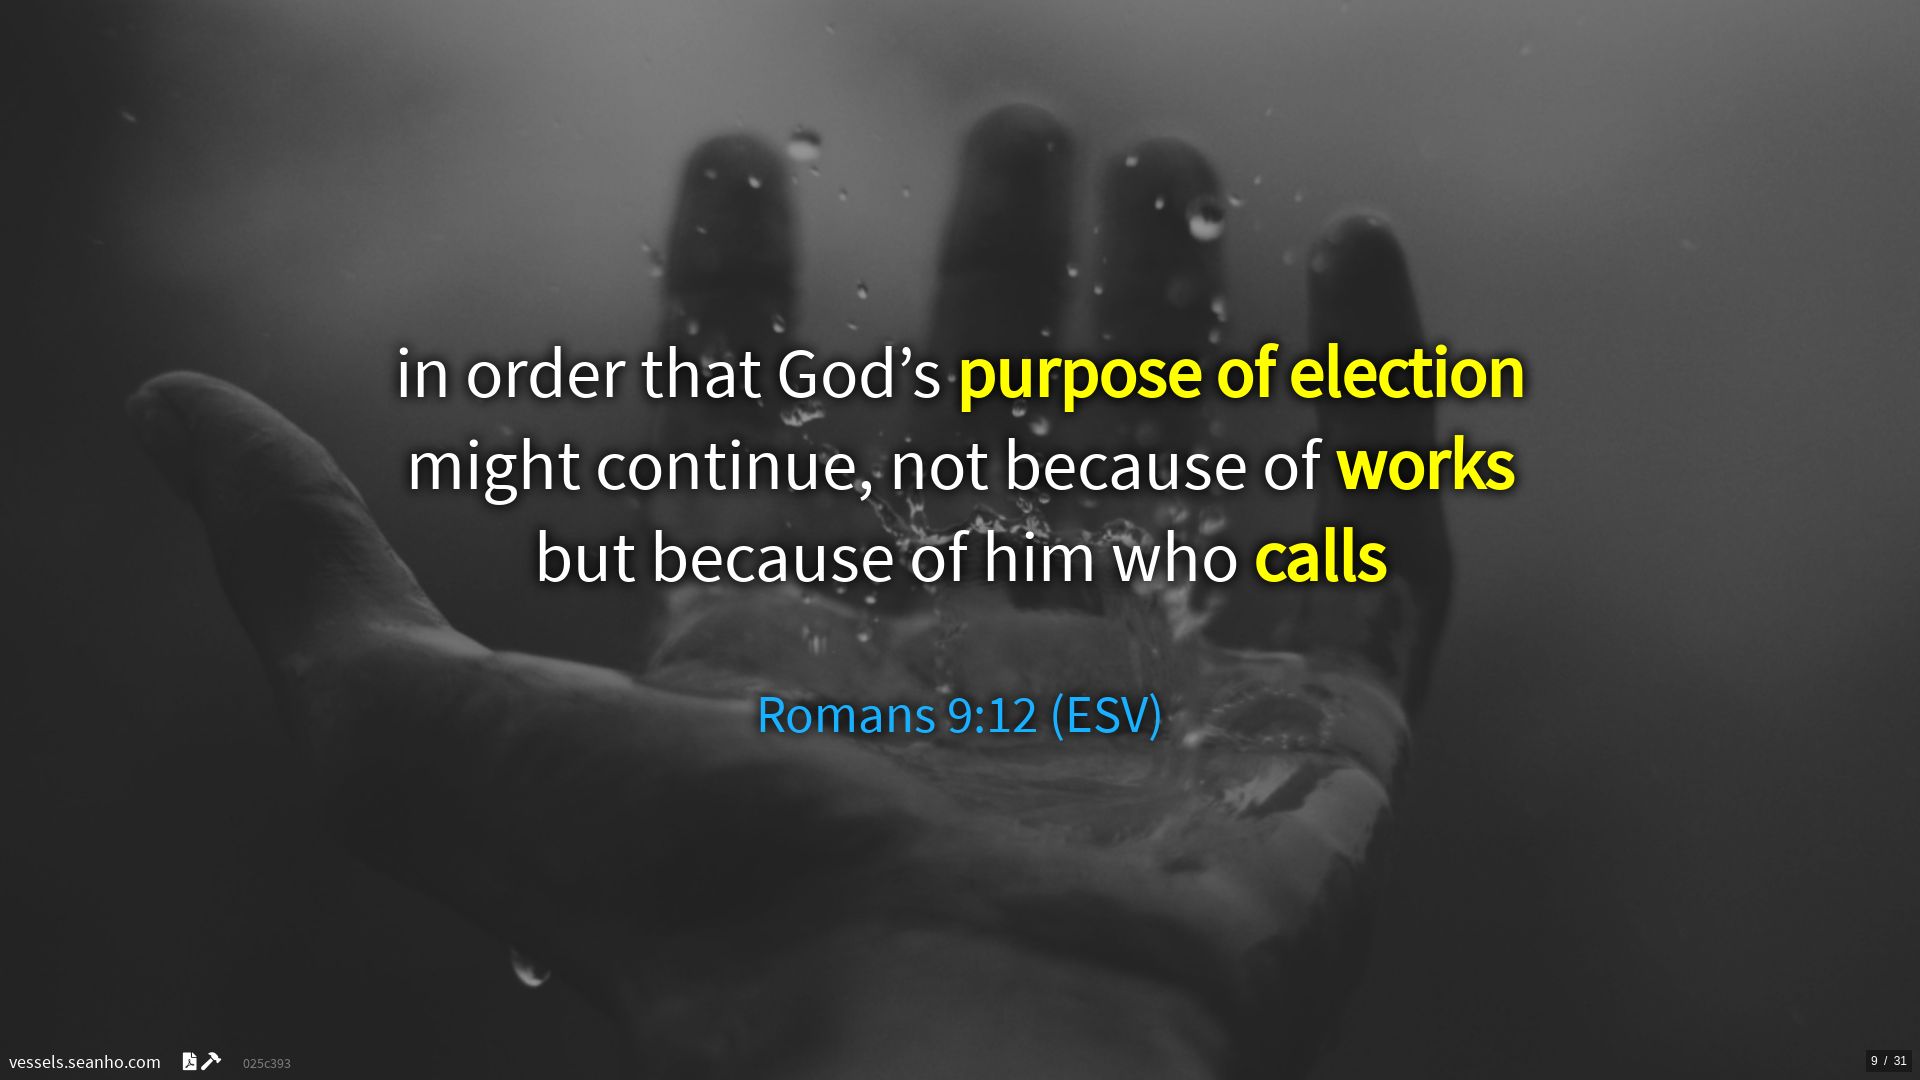 in order that God’s purpose of election
might continue, not because of works
but because of him who calls
Romans 9:12 (ESV)
vessels.seanho.com 025c393
9 / 31